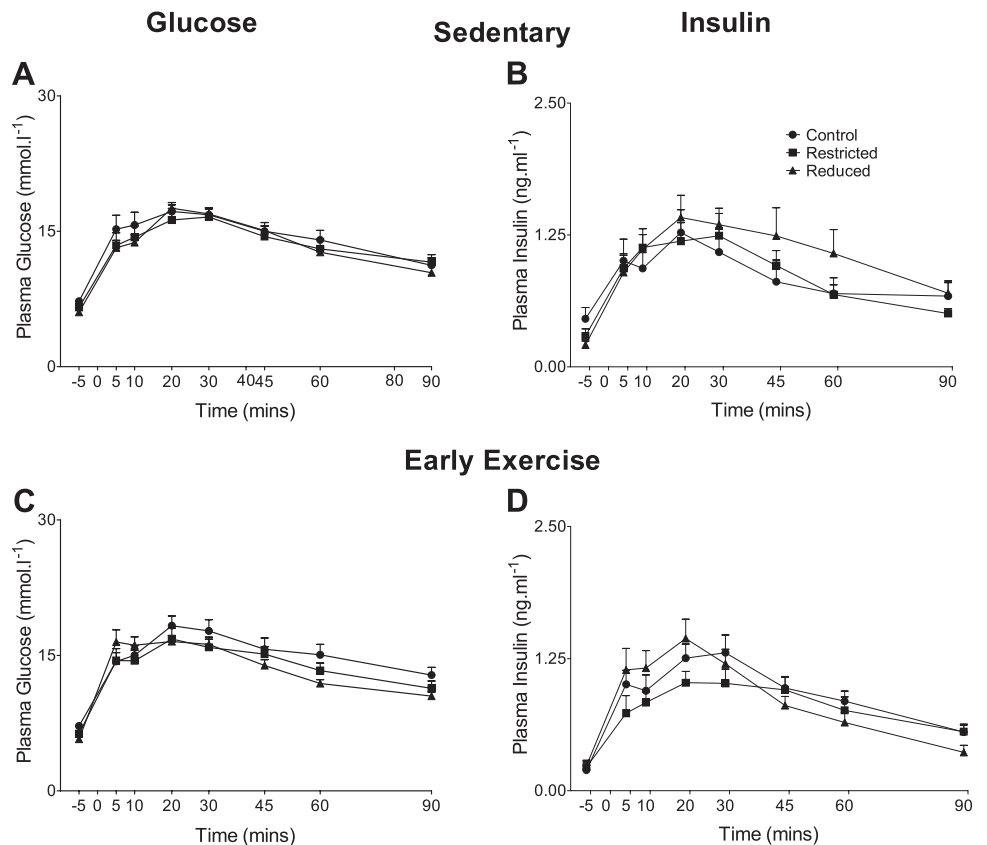 Glucose
Sedentary
Insulin
A
B
30
15
0
Plasma Glucose (mmol.l⁻¹)
-5 0 5 10 20 30 4045 60 80 90
Time (mins)
2.50
1.25
0.00
Plasma Insulin (ng.ml⁻¹)
Control
Restricted
Reduced
-5 0 5 10 20 30 45 60 90
Time (mins)
Early Exercise
C
D
30
15
0
Plasma Glucose (mmol.l⁻¹)
-5 0 5 10 20 30 45 60 90
Time (mins)
2.50
1.25
0.00
Plasma Insulin (ng.ml⁻¹)
-5 0 5 10 20 30 45 60 90
Time (mins)